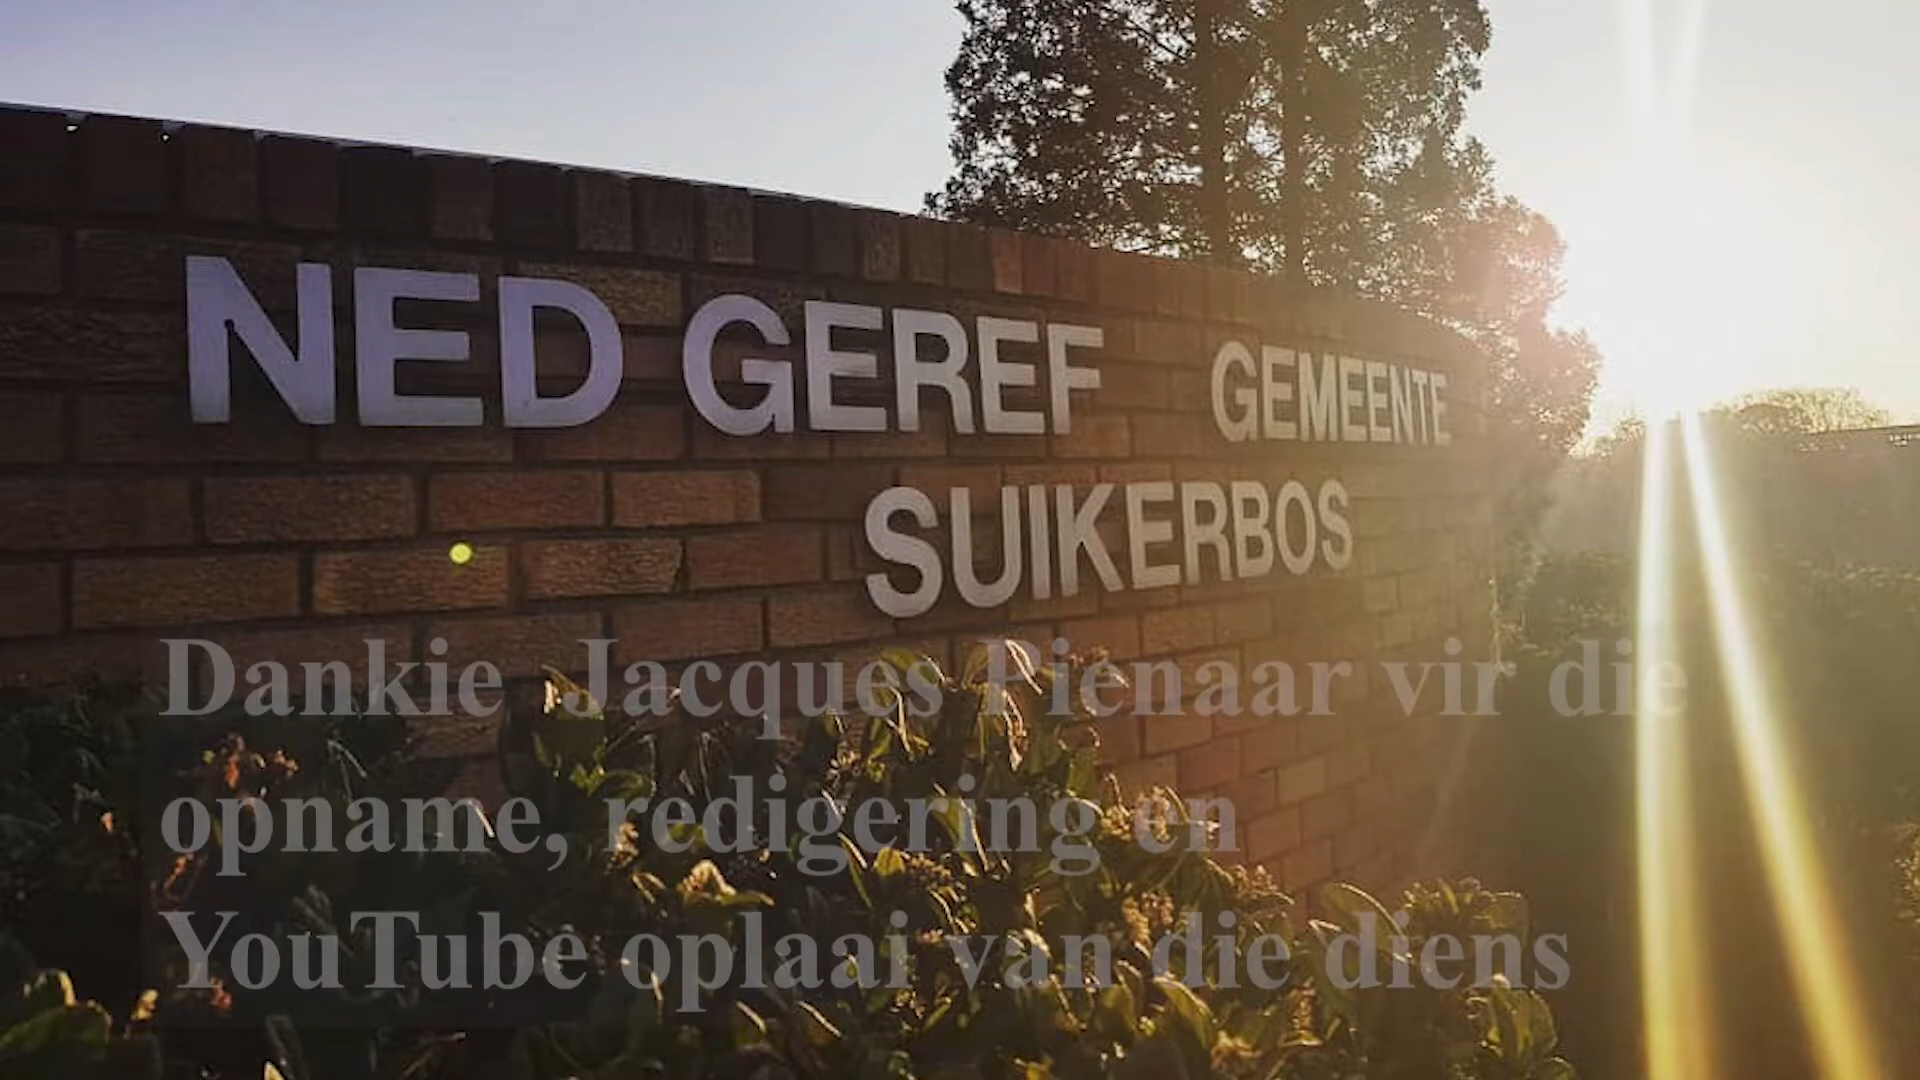 NED GEREF GEMEENTE
SUIKERBOS
Dankie Jacques Pienaar vir die
opname, redigering en
YouTube oplaai van die diens